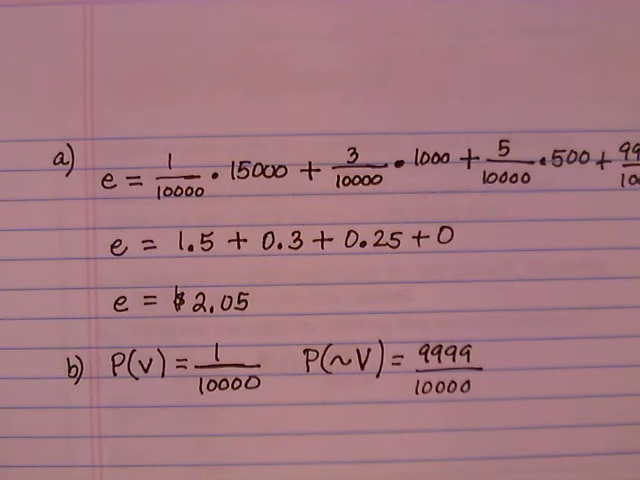 a) e = 1/10000 • 15000 + 3/10000 • 1000 + 5/10000 • 500 +
e = 1.5 + 0.3 + 0.25 + 0
e = $2.05
b) P(V) = 1/10000 P(~V) = 9999/10000